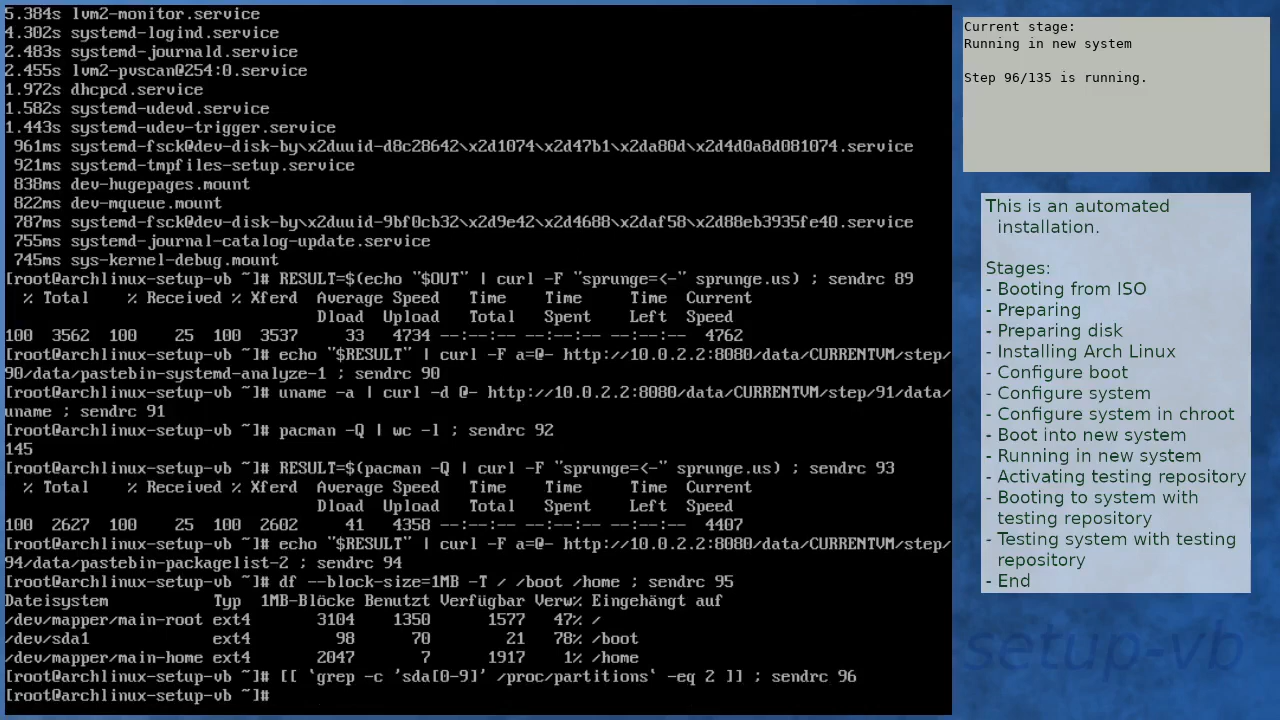 5.384s lvm2-monitor.service
4.302s systemd-logind.service
2.483s systemd-journald.service
2.455s lvm2-pvscan@254:0.service
1.972s dhcpcd.service
1.582s systemd-udevd.service
1.443s systemd-udev-trigger.service
961ms systemd-fsck@dev-disk-by\x2duuid-d8c28642\x2d1074\x2d47b1\x2da80d\x2d4d0a8d081074.service
921ms systemd-tmpfiles-setup.service
838ms dev-hugepages.mount
822ms dev-mqueue.mount
787ms systemd-fsck@dev-disk-by\x2duuid-9bf0cb32\x2d9e42\x2d4688\x2daf58\x2d88eb3935fe40.service
755ms systemd-journal-catalog-update.service
745ms sys-kernel-debug.mount
[root@archlinux-setup-vb ~]# RESULT=$(echo "$OUT" | curl -F "sprunge=<-" sprunge.us) ; sendrc 89
% Total % Received % Xferd Average Speed Time Time Time Current
Dload Upload Total Spent Left Speed
100 3562 100 25 100 3537 33 4734 --:--:-- --:--:-- --:--:-- 4762
[root@archlinux-setup-vb ~]# echo "$RESULT" | curl -F a=@- http://10.0.2.2:8080/data/CURRENTVM/step/
90/data/pastebin-systemd-analyze-1 ; sendrc 90
[root@archlinux-setup-vb ~]# uname -a | curl -d @- http://10.0.2.2:8080/data/CURRENTVM/step/91/data/
uname ; sendrc 91
[root@archlinux-setup-vb ~]# pacman -Q | wc -l ; sendrc 92
145
[root@archlinux-setup-vb ~]# RESULT=$(pacman -Q | curl -F "sprunge=<-" sprunge.us) ; sendrc 93
% Total % Received % Xferd Average Speed Time Time Time Current
Dload Upload Total Spent Left Speed
100 2627 100 25 100 2602 41 4358 --:--:-- --:--:-- --:--:-- 4407
[root@archlinux-setup-vb ~]# echo "$RESULT" | curl -F a=@- http://10.0.2.2:8080/data/CURRENTVM/step/
94/data/pastebin-packagelist-2 ; sendrc 94
[root@archlinux-setup-vb ~]# df --block-size=1MB -T / /boot /home ; sendrc 95
Dateisystem Typ 1MB-Blöcke Benutzt Verfügbar Verw% Eingehängt auf
/dev/mapper/main-root ext4 3104 1350 1577 47% /
/dev/sda1 ext4 98 70 21 78% /boot
/dev/mapper/main-home ext4 2047 7 1917 1% /home
[root@archlinux-setup-vb ~]# [[ `grep -c 'sda[0-9]' /proc/partitions` -eq 2 ]] ; sendrc 96
[root@archlinux-setup-vb ~]#
Current stage:
Running in new system
Step 96/135 is running.
This is an automated
installation.
Stages:
- Booting from ISO
- Preparing
- Preparing disk
- Installing Arch Linux
- Configure boot
- Configure system
- Configure system in chroot
- Boot into new system
- Running in new system
- Activating testing repository
- Booting to system with
testing repository
- Testing system with testing
repository
- End
setup-vb